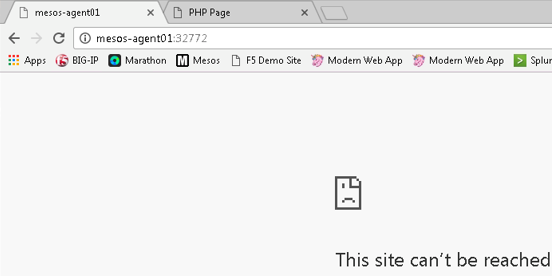 mesos-agent01 PHP Page
mesos-agent01:32772
Apps BIG-IP Marathon Mesos F5 Demo Site Modern Web App Modern Web App Splun
This site can't be reached